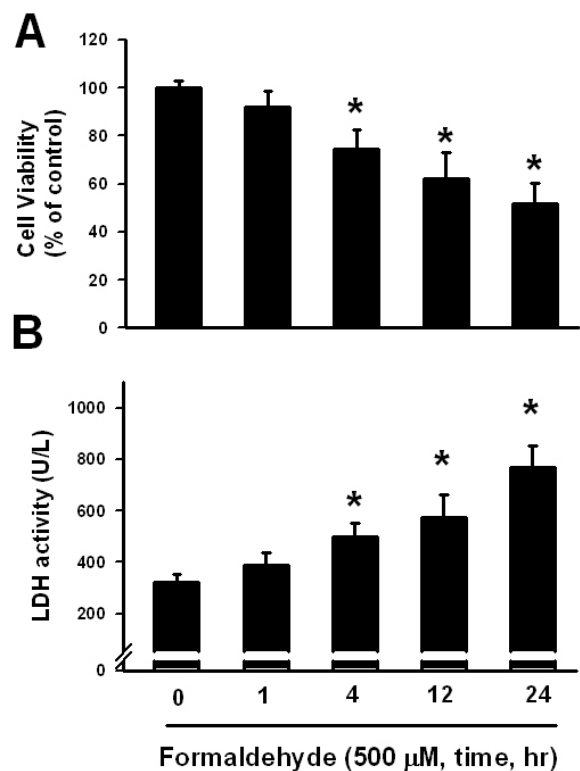 A
Cell Viability
(% of control)
120
100
80
60
40
20
0
*
*
*
B
LDH activity (U/L)
1000
800
600
400
200
0
*
*
*
0 1 4 12 24
Formaldehyde (500 μM, time, hr)